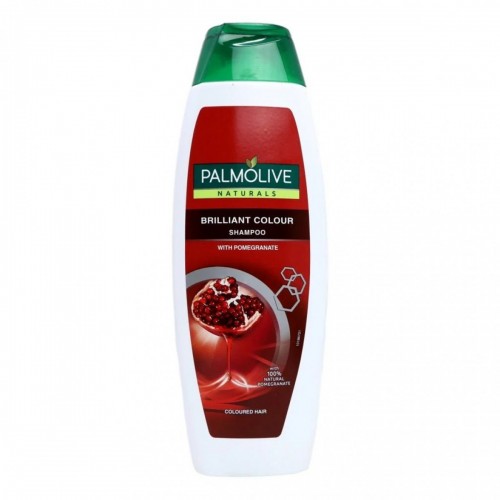 PALMOLIVE
NATURALS
BRILLIANT COLOUR
SHAMPOO
WITH POMEGRANATE
with
100%
NATURAL
POMEGRANATE
COLOURED HAIR